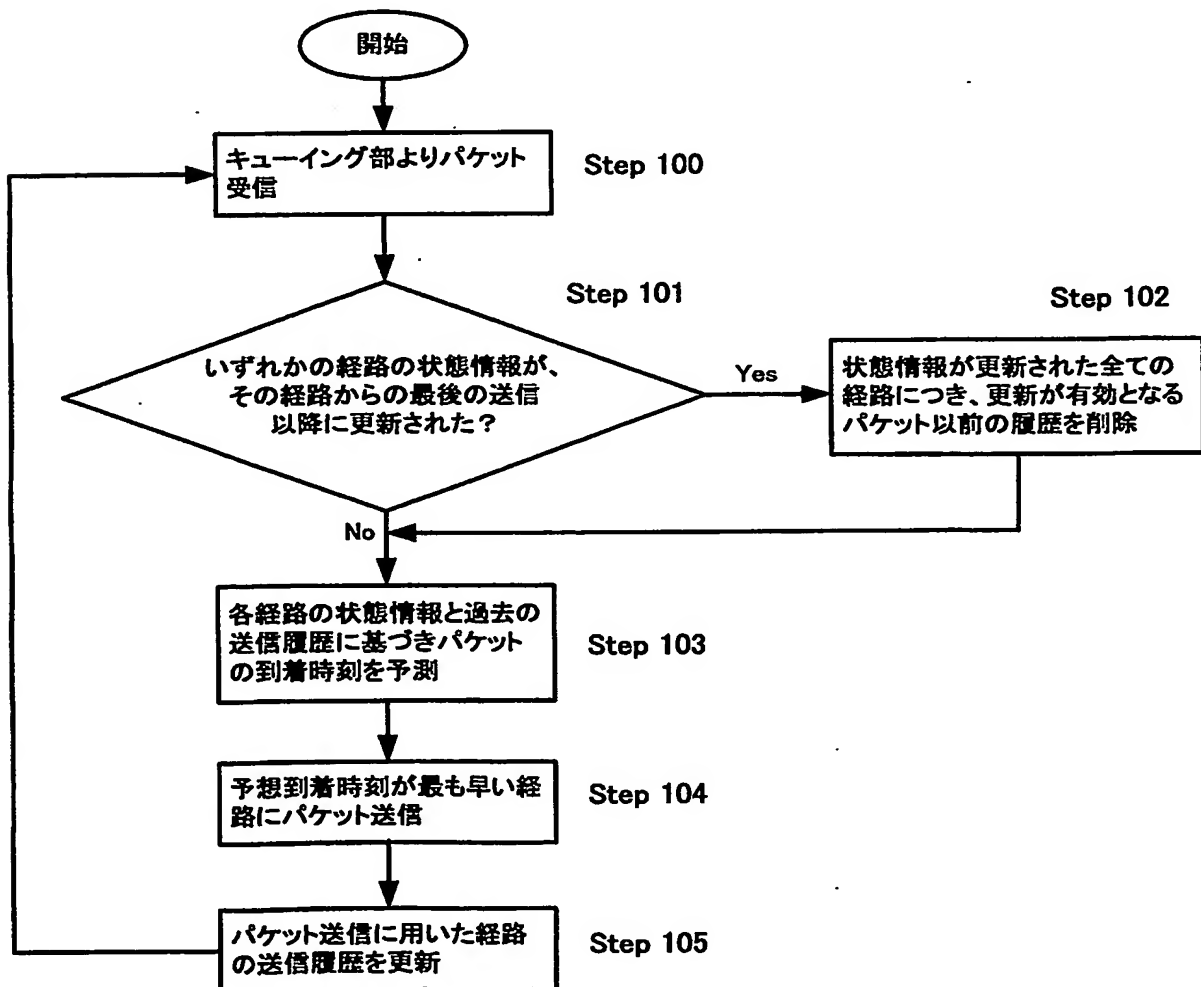 開始
キューイング部よりパケット
受信
Step 100
Step 101
いずれかの経路の状態情報が、
その経路からの最後の送信
以降に更新された?
Yes
Step 102
状態情報が更新された全ての
経路につき、更新が有効となる
パケット以前の履歴を削除
No
各経路の状態情報と過去の
送信履歴に基づきパケット
の到着時刻を予測
Step 103
予想到着時刻が最も早い経
路にパケット送信
Step 104
パケット送信に用いた経路
の送信履歴を更新
Step 105